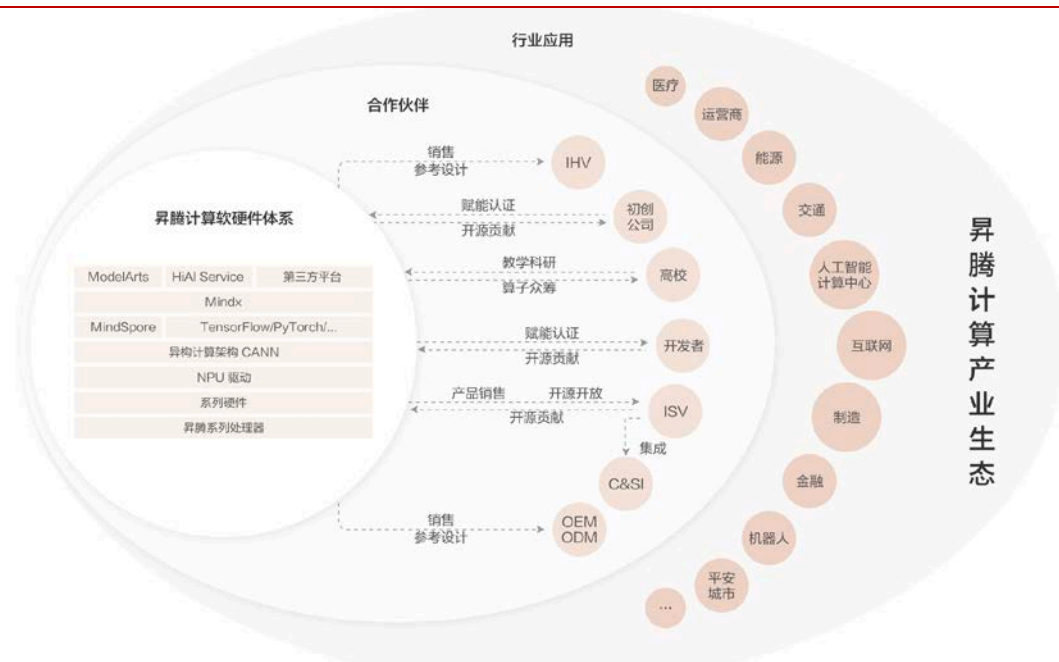 行业应用
合作伙伴
昇腾计算软硬件体系
ModelArts HiAI Service 第三方平台
Mindx
MindSpore TensorFlow/PyTorch/...
异构计算架构 CANN
NPU 驱动
系列硬件
昇腾系列处理器
销售
参考设计
IHV
赋能认证
开源贡献
初创
公司
教学科研
算子众筹
高校
赋能认证
开源贡献
开发者
产品销售 开源开放
开源贡献
ISV
集成
C&SI
销售
参考设计
OEM
ODM
医疗
运营商
能源
交通
人工智能
计算中心
互联网
制造
金融
机器人
平安
城市
...
昇腾计算产业生态